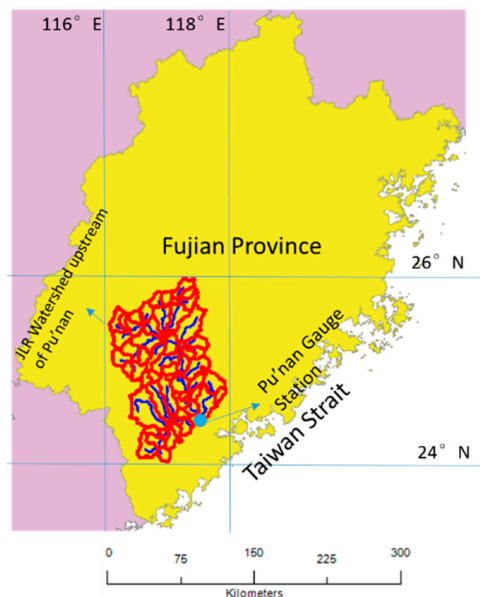 116° E
118° E
Fujian Province
26° N
JLR Watershed upstream
of Pu'nan
Pu'nan Gauge
Station
Taiwan Strait
24° N
0
75
150
225
300
Kilometers